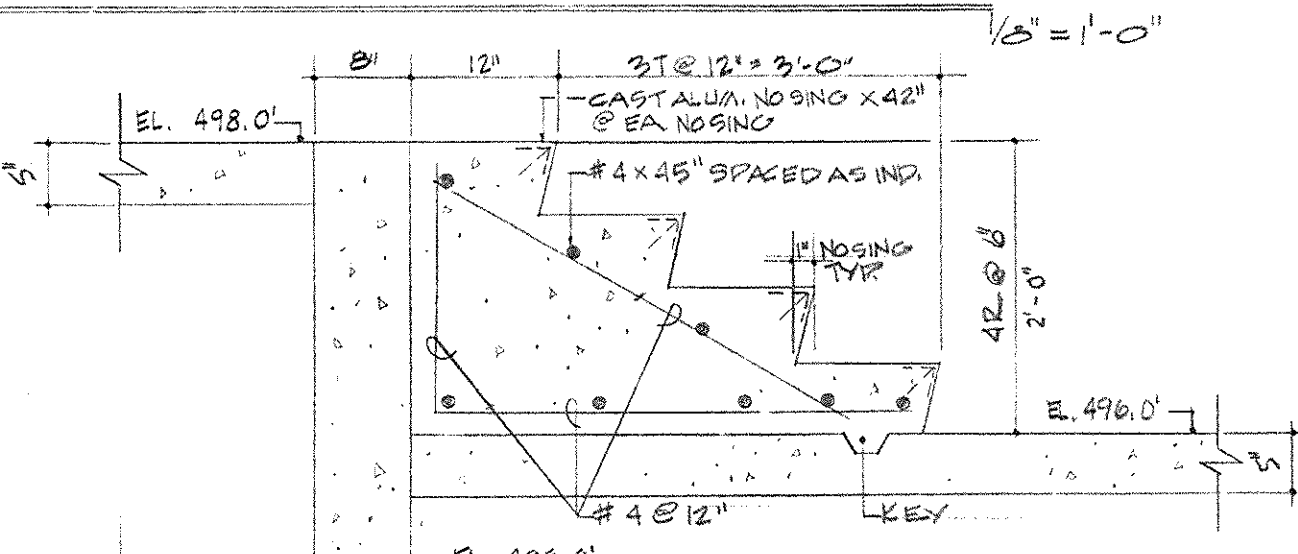 1/8" = 1'-0"
8"
12"
3T @ 12" = 3'-0"
CAST ALUM. NOSING X 42"
@ EA. NOSING
EL. 498.0'
5"
#4 x 45" SPACED AS IND.
1" NOSING
TYP.
4R @ 6"
2'-0"
EL. 496.0'
5"
#4 @ 12"
KEY